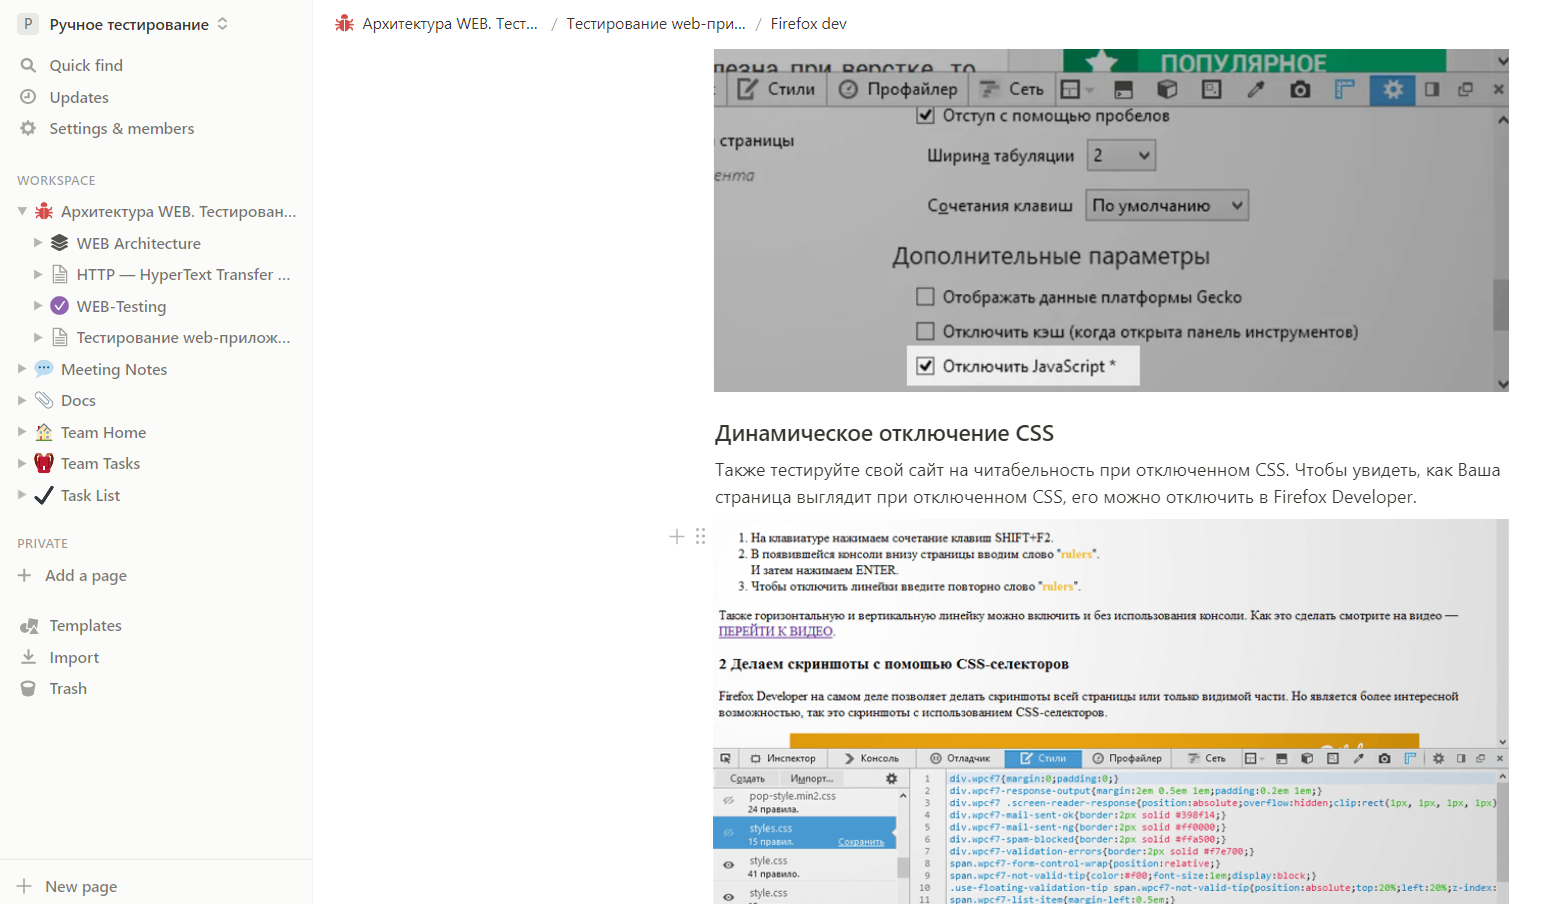 P Ручное тестирование
Quick find
Updates
Settings & members
WORKSPACE
Архитектура WEB. Тестирован...
WEB Architecture
HTTP — HyperText Transfer ...
WEB-Testing
Тестирование web-прилож...
Meeting Notes
Docs
Team Home
Team Tasks
Task List
PRIVATE
Add a page
Templates
Import
Trash
New page
Архитектура WEB. Тест... / Тестирование web-при... / Firefox dev
лезна при верстке, то
ПОПУЛЯРНОЕ
Стили Профайлер Сеть
Отступ с помощью пробелов
страницы
Ширина табуляции 2
ента
Сочетания клавиш По умолчанию
Дополнительные параметры
Отображать данные платформы Gecko
Отключить кэш (когда открыта панель инструментов)
Отключить JavaScript *
Динамическое отключение CSS
Также тестируйте свой сайт на читабельность при отключенном CSS. Чтобы увидеть, как Ваша
страница выглядит при отключенном CSS, его можно отключить в Firefox Developer.
1. На клавиатуре нажимаем сочетание клавиш SHIFT+F2.
2. В появившейся консоли внизу страницы вводим слово "rulers".
И затем нажимаем ENTER.
3. Чтобы отключить линейки введите повторно слово "rulers".
Также горизонтальную и вертикальную линейку можно включить и без использования консоли. Как это сделать смотрите на видео —
ПЕРЕЙТИ К ВИДЕО.
2 Делаем скриншоты с помощью CSS-селекторов
Firefox Developer на самом деле позволяет делать скриншоты всей страницы или только видимой части. Но является более интересной
возможностью, так это скриншоты с использованием CSS-селекторов.
Инспектор Консоль Отладчик Стили Профайлер Сеть
Создать Импорт...
pop-style.min2.css
24 правила.
styles.css
15 правил. Сохранить
style.css
41 правило.
style.css
1 div.wpcf7{margin:0;padding:0;}
2 div.wpcf7-response-output{margin:2em 0.5em 1em;padding:0.2em 1em;}
3 div.wpcf7 .screen-reader-response{position:absolute;overflow:hidden;clip:rect(1px, 1px, 1px, 1px)
4 div.wpcf7-mail-sent-ok{border:2px solid #398f14;}
5 div.wpcf7-mail-sent-ng{border:2px solid #ff0000;}
6 div.wpcf7-spam-blocked{border:2px solid #ffa500;}
7 div.wpcf7-validation-errors{border:2px solid #f7e700;}
8 span.wpcf7-form-control-wrap{position:relative;}
9 span.wpcf7-not-valid-tip{color:#f00;font-size:1em;display:block;}
10 .use-floating-validation-tip span.wpcf7-not-valid-tip{position:absolute;top:20%;left:20%;z-index:
11 span.wpcf7-list-item{margin-left:0.5em;}